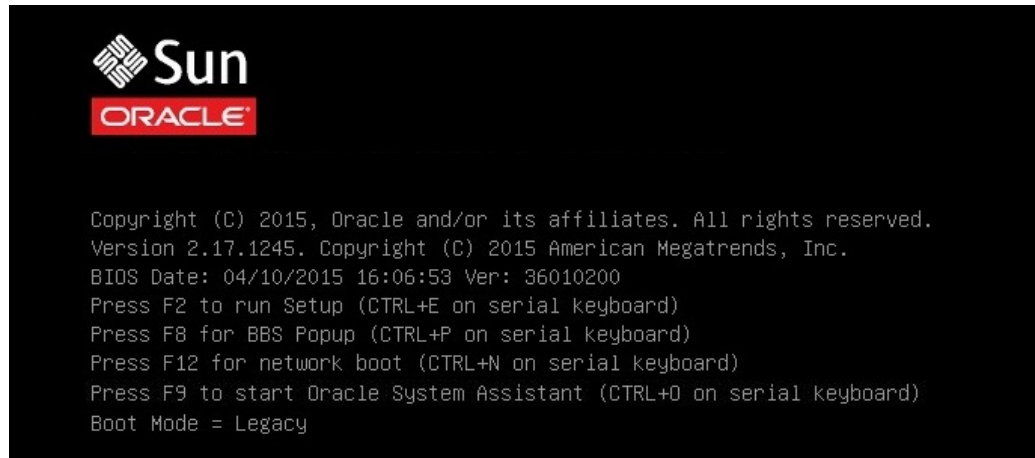 Sun
ORACLE
Copyright (C) 2015, Oracle and/or its affiliates. All rights reserved.
Version 2.17.1245. Copyright (C) 2015 American Megatrends, Inc.
BIOS Date: 04/10/2015 16:06:53 Ver: 36010200
Press F2 to run Setup (CTRL+E on serial keyboard)
Press F8 for BBS Popup (CTRL+P on serial keyboard)
Press F12 for network boot (CTRL+N on serial keyboard)
Press F9 to start Oracle System Assistant (CTRL+O on serial keyboard)
Boot Mode = Legacy